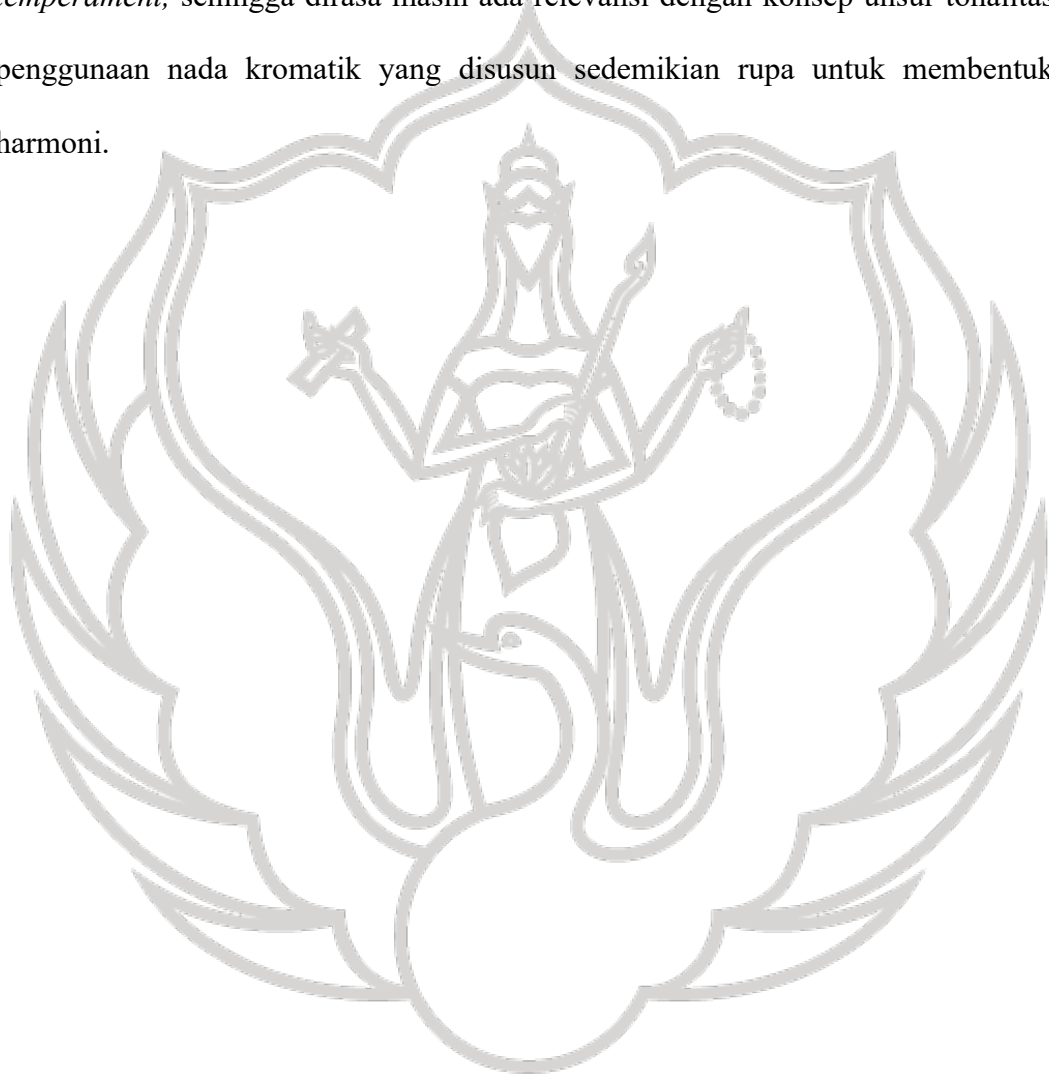 temperament, sehingga dirasa masih ada relevansi dengan konsep unsur tonalitas
penggunaan nada kromatik yang disusun sedemikian rupa untuk membentuk
harmoni.